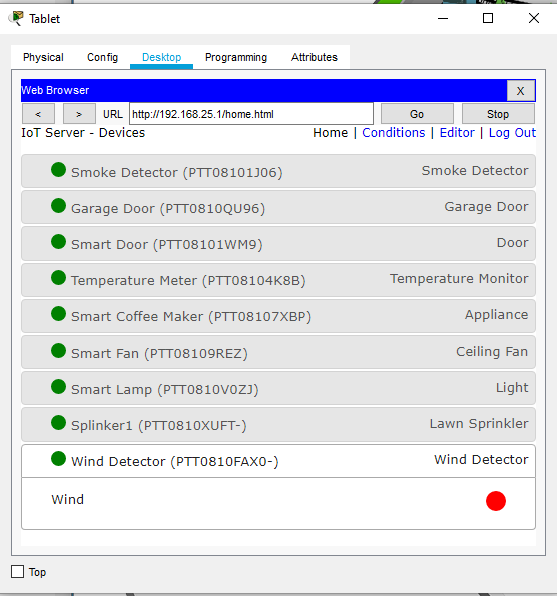 Tablet
Physical Config Desktop Programming Attributes
Web Browser X
< > URL http://192.168.25.1/home.html Go Stop
IoT Server - Devices Home | Conditions | Editor | Log Out
Smoke Detector (PTT08101J06) Smoke Detector
Garage Door (PTT0810QU96) Garage Door
Smart Door (PTT08101WM9) Door
Temperature Meter (PTT08104K8B) Temperature Monitor
Smart Coffee Maker (PTT08107XBP) Appliance
Smart Fan (PTT08109REZ) Ceiling Fan
Smart Lamp (PTT0810V0ZJ) Light
Splinker1 (PTT0810XUFT-) Lawn Sprinkler
Wind Detector (PTT0810FAX0-) Wind Detector
Wind
Top